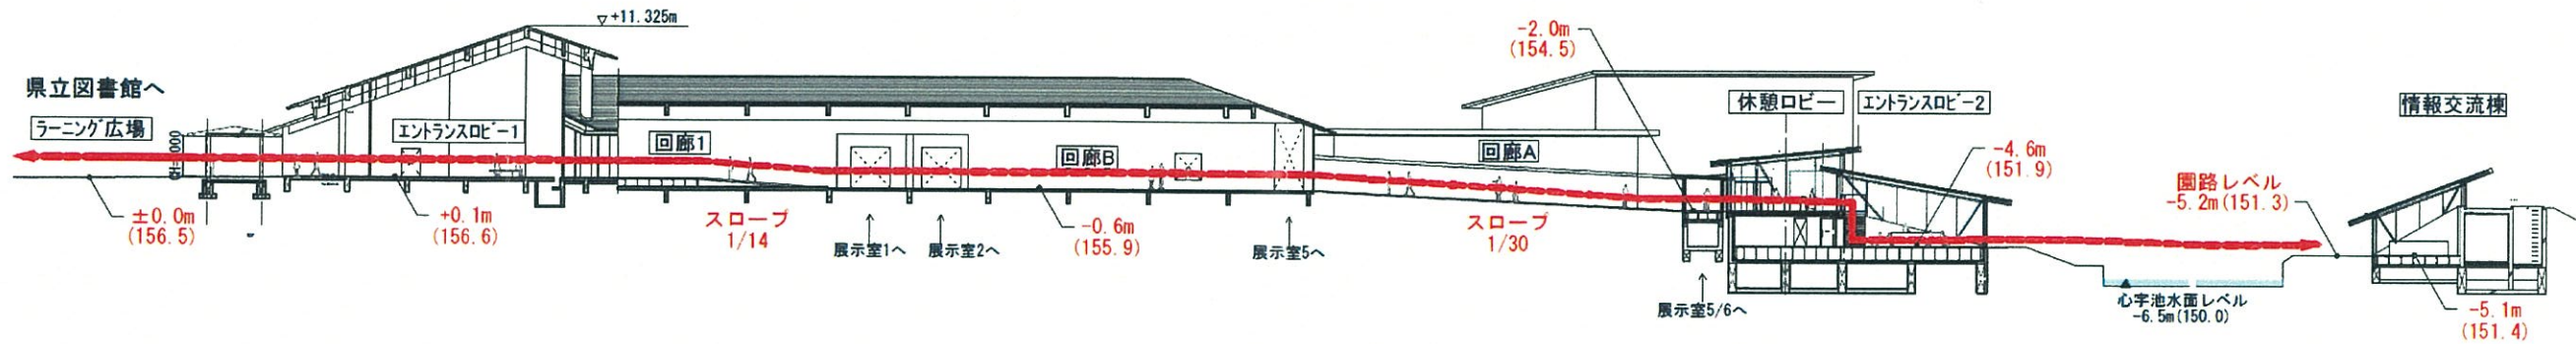 ▽+11.325m
県立図書館へ
ラーニング広場
エントランスロビー1
回廊1
回廊B
回廊A
-2.0m
(154.5)
休憩ロビー
エントランスロビー2
情報交流棟
-4.6m
(151.9)
園路レベル
-5.2m(151.3)
±0.0m
(156.5)
+0.1m
(156.6)
スロープ
1/14
展示室1へ
展示室2へ
-0.6m
(155.9)
展示室5へ
スロープ
1/30
展示室5/6へ
心字池水面レベル
-6.5m(150.0)
-5.1m
(151.4)